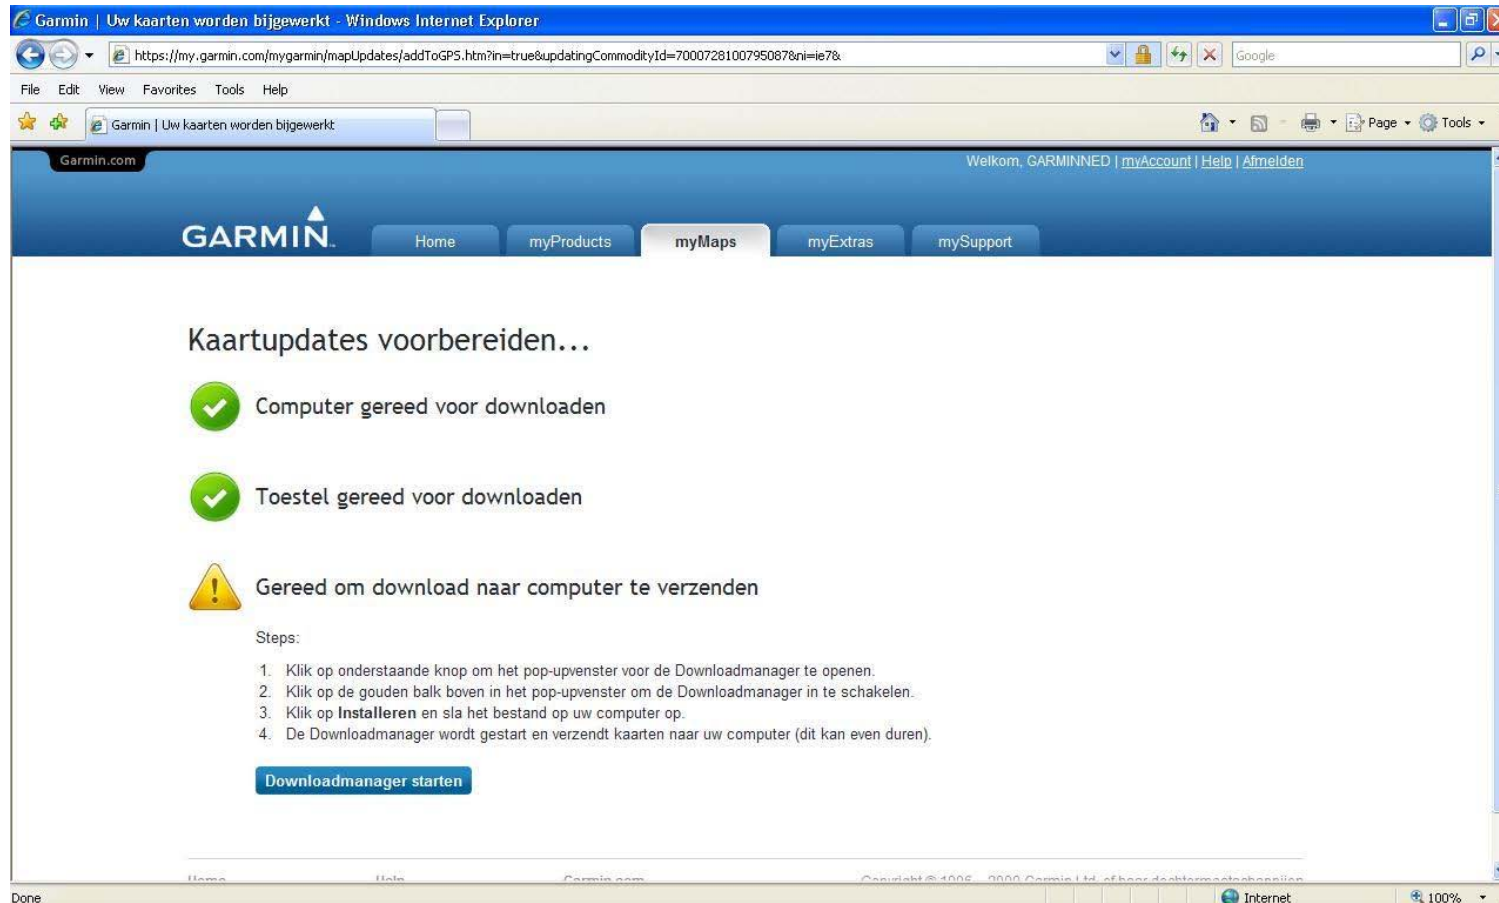 Garmin | Uw kaarten worden bijgewerkt - Windows Internet Explorer
https://my.garmin.com/mygarmin/mapUpdates/addToGPS.htm?in=true&updatingCommodityId=7000728100795087&ni=ie7&
Google
File Edit View Favorites Tools Help
Garmin | Uw kaarten worden bijgewerkt
Page Tools
Garmin.com
Welkom, GARMINNED | myAccount | Help | Afmelden
GARMIN
Home myProducts myMaps myExtras mySupport
Kaartupdates voorbereiden...
Computer gereed voor downloaden
Toestel gereed voor downloaden
Gereed om download naar computer te verzenden
Steps:
1. Klik op onderstaande knop om het pop-upvenster voor de Downloadmanager te openen.
2. Klik op de gouden balk boven in het pop-upvenster om de Downloadmanager in te schakelen.
3. Klik op Installeren en sla het bestand op uw computer op.
4. De Downloadmanager wordt gestart en verzendt kaarten naar uw computer (dit kan even duren).
Downloadmanager starten
Home Help Garmin.com
Done Internet 100%